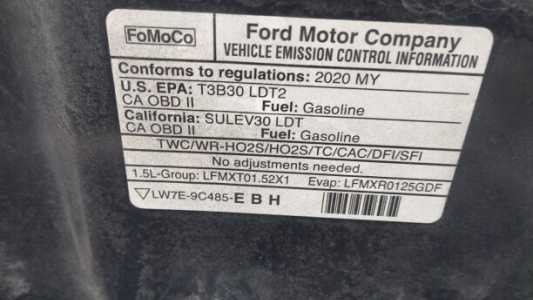 FoMoCo
Ford Motor Company
VEHICLE EMISSION CONTROL INFORMATION
Conforms to regulations: 2020 MY
U.S. EPA: T3B30 LDT2
CA OBD II Fuel: Gasoline
California: SULEV30 LDT
CA OBD II Fuel: Gasoline
TWC/WR-HO2S/HO2S/TC/CAC/DFI/SFI
No adjustments needed.
1.5L-Group: LFMXT01.52X1 Evap: LFMXR0125GDF
LW7E-9C485-E B H